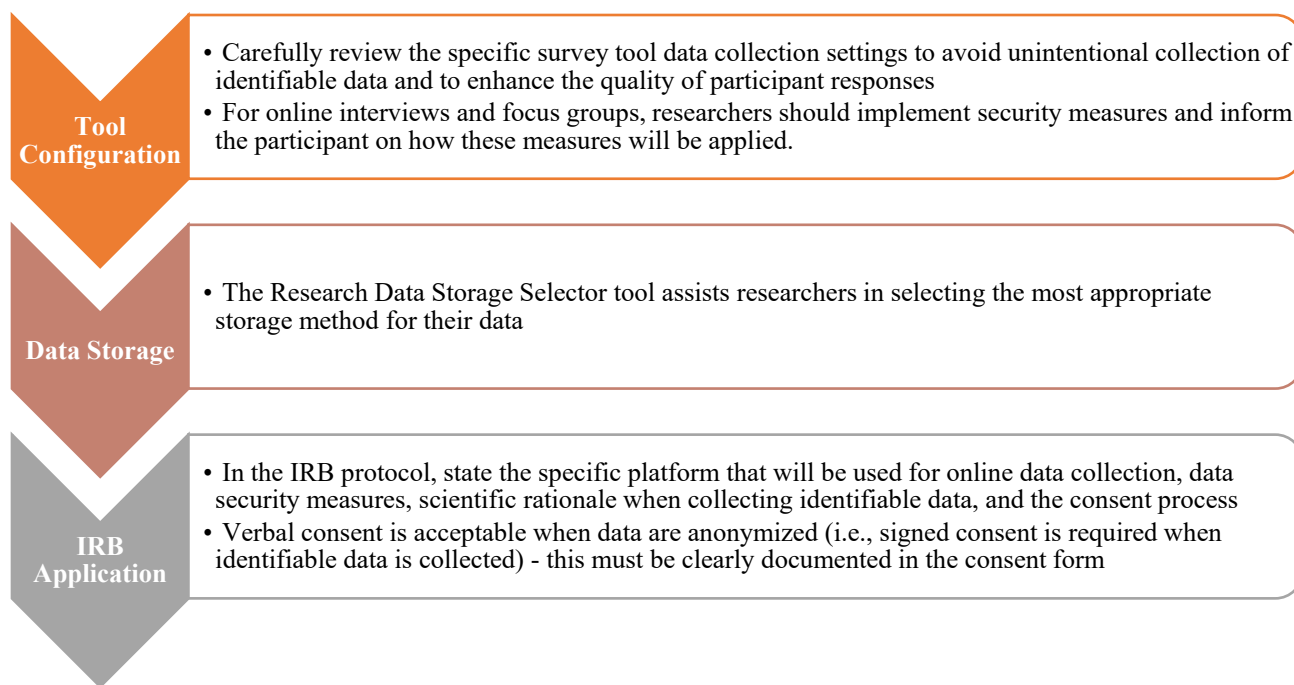 Tool
Configuration
• Carefully review the specific survey tool data collection settings to avoid unintentional collection of
identifiable data and to enhance the quality of participant responses
• For online interviews and focus groups, researchers should implement security measures and inform
the participant on how these measures will be applied.
Data Storage
• The Research Data Storage Selector tool assists researchers in selecting the most appropriate
storage method for their data
IRB
Application
• In the IRB protocol, state the specific platform that will be used for online data collection, data
security measures, scientific rationale when collecting identifiable data, and the consent process
• Verbal consent is acceptable when data are anonymized (i.e., signed consent is required when
identifiable data is collected) - this must be clearly documented in the consent form